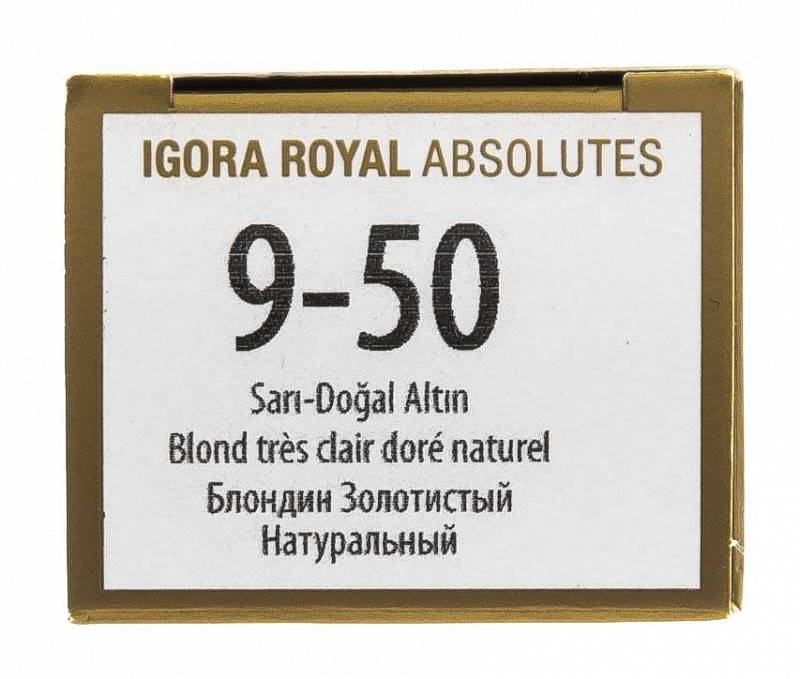 IGORA ROYAL ABSOLUTES
9-50
Sarı-Doğal Altın
Blond très clair doré naturel
Блондин Золотистый
Натуральный